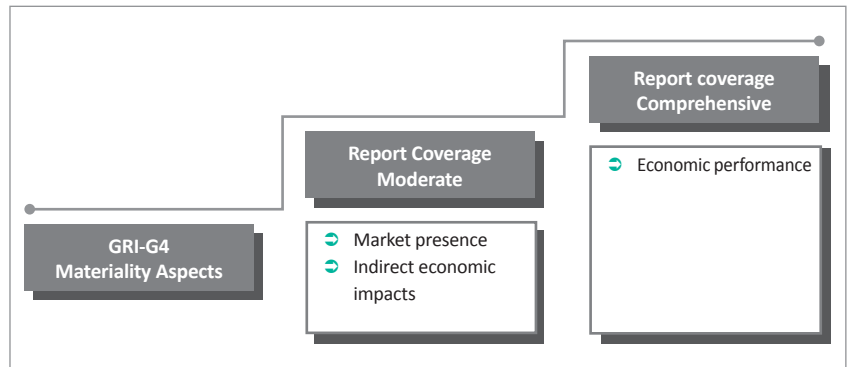 GRI-G4
Materiality Aspects
Report Coverage
Moderate
Market presence
Indirect economic
impacts
Report coverage
Comprehensive
Economic performance